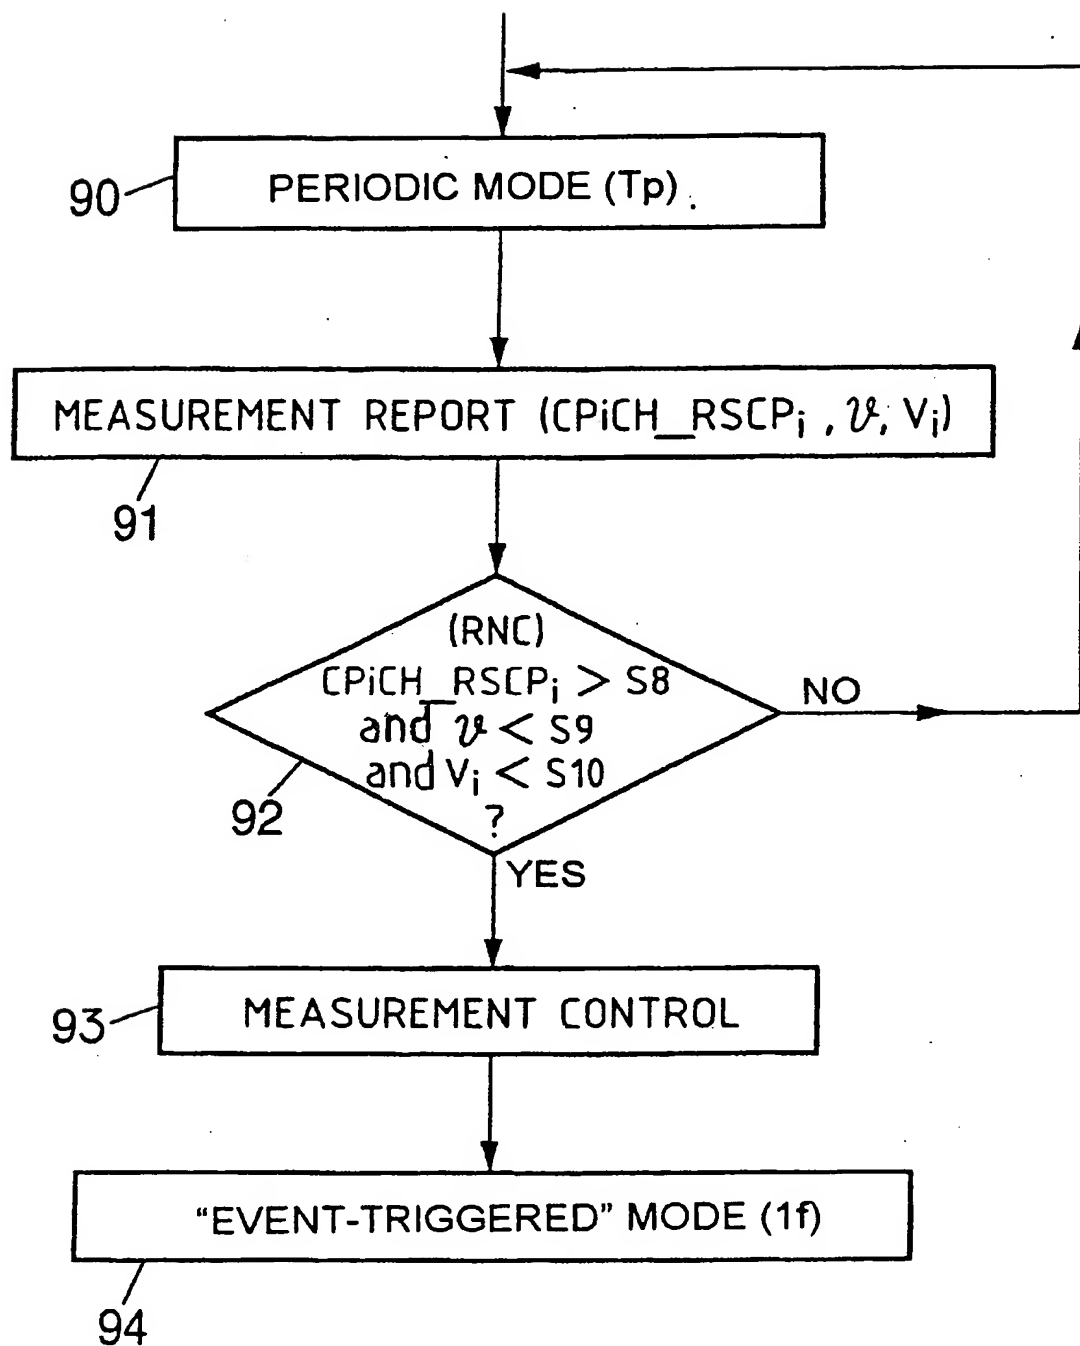 90
PERIODIC MODE (Tp)
MEASUREMENT REPORT (CPiCH_RSCPi, 𝓋, Vi)
91
(RNC)
CPiCH_RSCPi > S8
and 𝓋 < S9
and Vi < S10
?
NO
92
YES
93
MEASUREMENT CONTROL
“EVENT-TRIGGERED” MODE (1f)
94